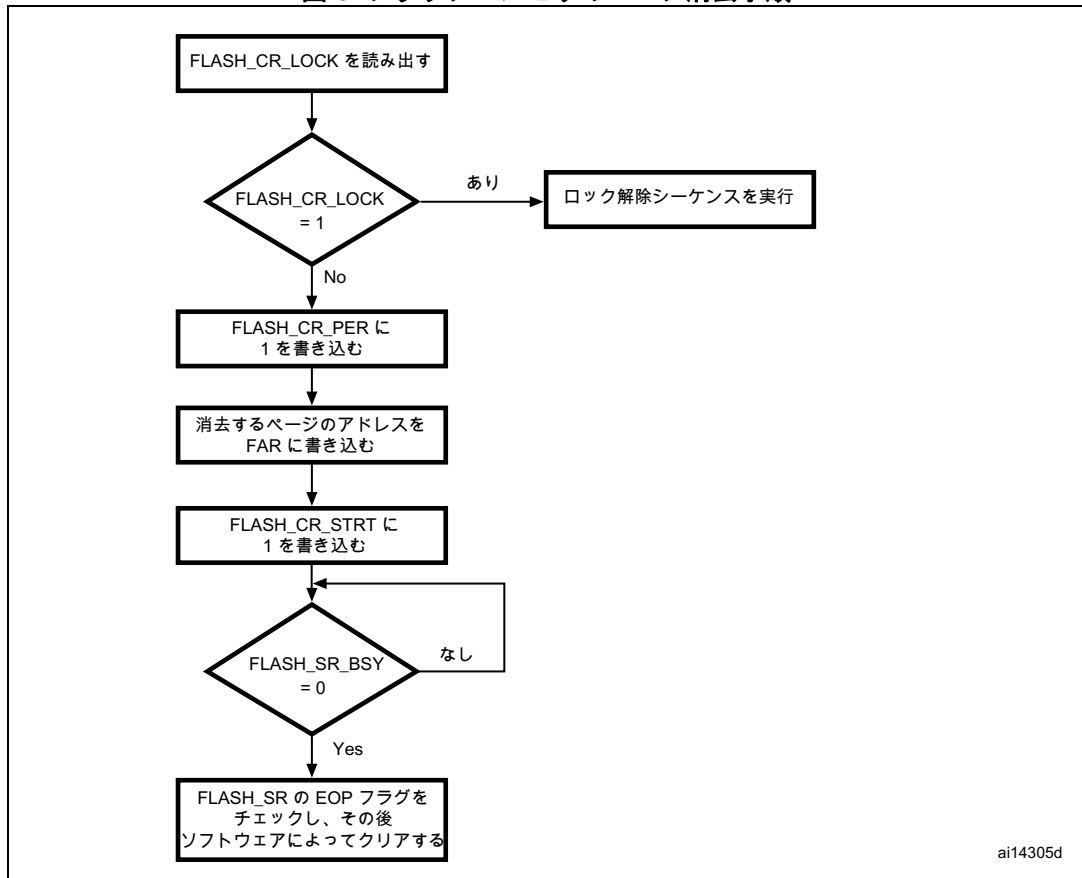 FLASH_CR_LOCK を読み出す
FLASH_CR_LOCK
= 1
あり
ロック解除シーケンスを実行
No
FLASH_CR_PER に
1 を書き込む
消去するページのアドレスを
FAR に書き込む
FLASH_CR_STRT に
1 を書き込む
FLASH_SR_BSY
= 0
なし
Yes
FLASH_SR の EOP フラグを
チェックし、その後
ソフトウェアによってクリアする
ai14305d